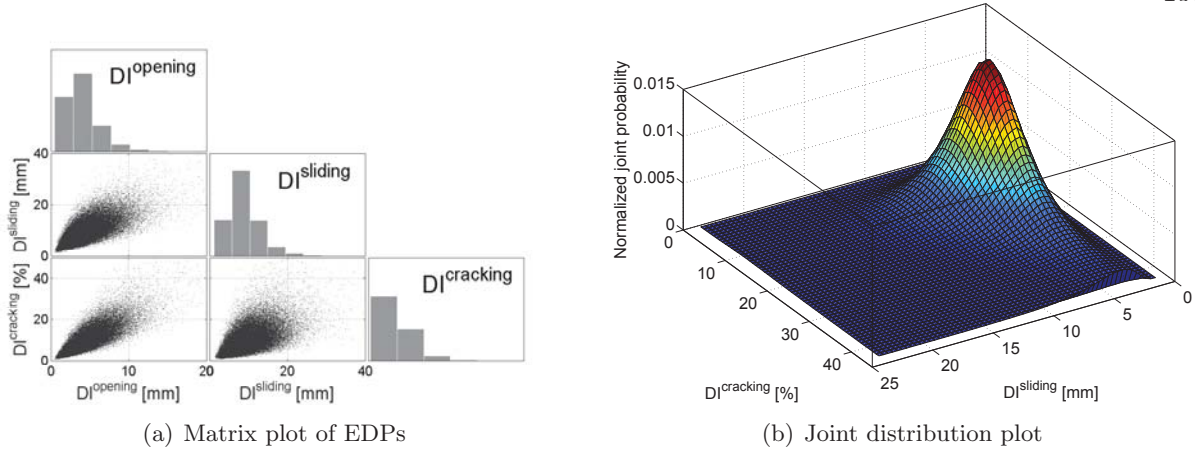 DI^opening
40
DI^sliding [mm]
20
0
DI^sliding
DI^cracking [%]
40
20
0
DI^cracking
0
10
20
0
20
40
DI^opening [mm]
DI^sliding [mm]
(a) Matrix plot of EDPs
Normalized joint probability
0.015
0.01
0.005
0
0
10
20
30
40
25
20
15
10
5
0
DI^cracking [%]
DI^sliding [mm]
(b) Joint distribution plot